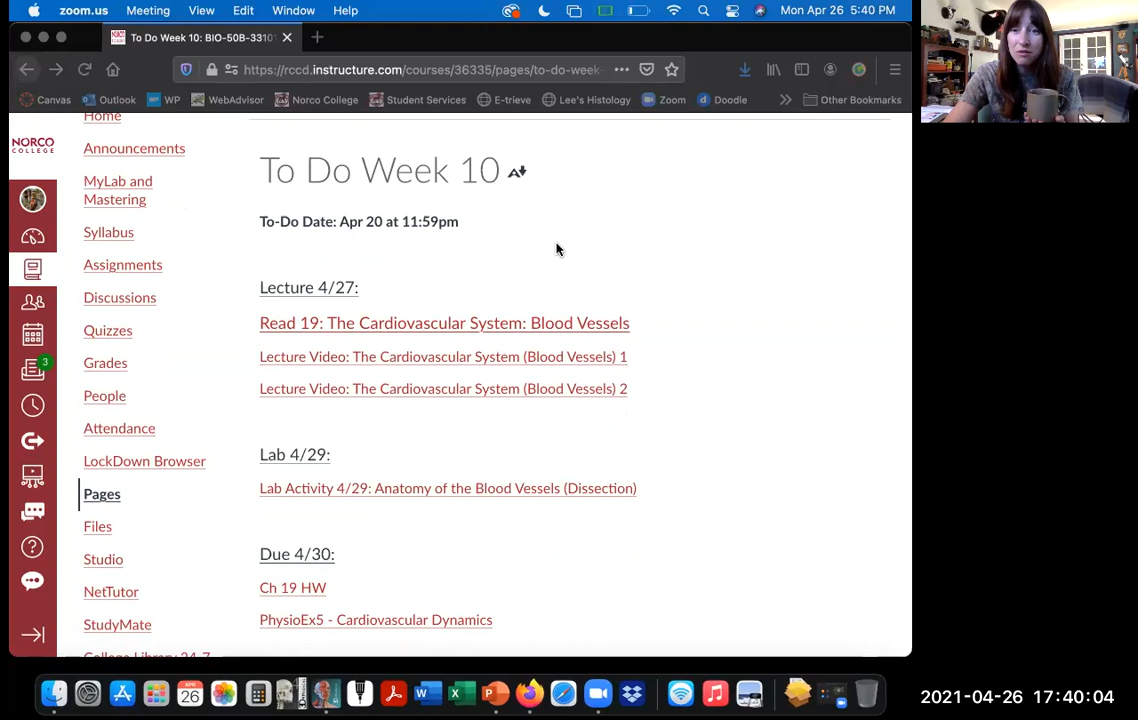 zoom.us Meeting View Edit Window Help Mon Apr 26 5:40 PM
To Do Week 10: BIO-50B-3310
https://rccd.instructure.com/courses/36335/pages/to-do-week-
Canvas Outlook WP WebAdvisor Norco College Student Services E-trieve Lee's Histology Zoom Doodle Other Bookmarks
NORCO
COLLEGE
3
Home
Announcements
MyLab and
Mastering
Syllabus
Assignments
Discussions
Quizzes
Grades
People
Attendance
LockDown Browser
Pages
Files
Studio
NetTutor
StudyMate
College Library 24-7
To Do Week 10
To-Do Date: Apr 20 at 11:59pm
Lecture 4/27:
Read 19: The Cardiovascular System: Blood Vessels
Lecture Video: The Cardiovascular System (Blood Vessels) 1
Lecture Video: The Cardiovascular System (Blood Vessels) 2
Lab 4/29:
Lab Activity 4/29: Anatomy of the Blood Vessels (Dissection)
Due 4/30:
Ch 19 HW
PhysioEx5 - Cardiovascular Dynamics
APR
26
2021-04-26 17:40:04